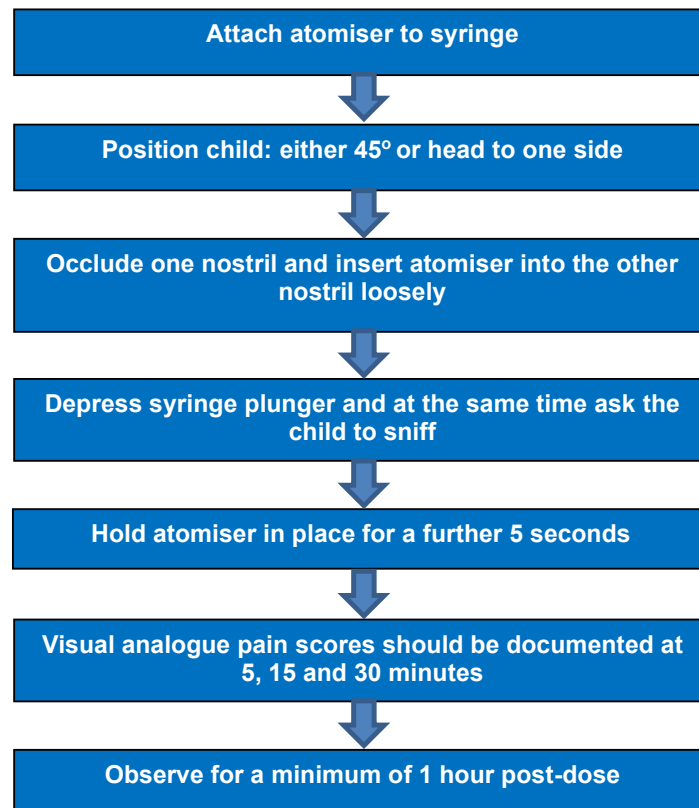 Attach atomiser to syringe
Position child: either 45º or head to one side
Occlude one nostril and insert atomiser into the other
nostril loosely
Depress syringe plunger and at the same time ask the
child to sniff
Hold atomiser in place for a further 5 seconds
Visual analogue pain scores should be documented at
5, 15 and 30 minutes
Observe for a minimum of 1 hour post-dose